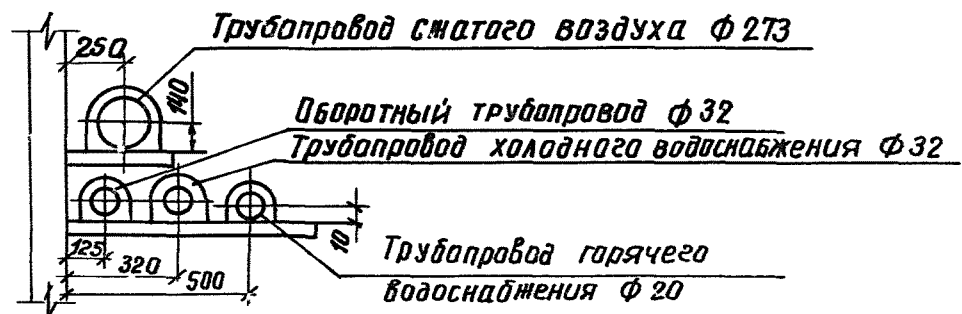 Трубопровод сжатого воздуха ф 273
250
140
Оборотный трубопровод ф 32
Трубопровод холодного водоснабжения ф 32
125
320
500
10
Трубопровод горячего
водоснабжения ф 20